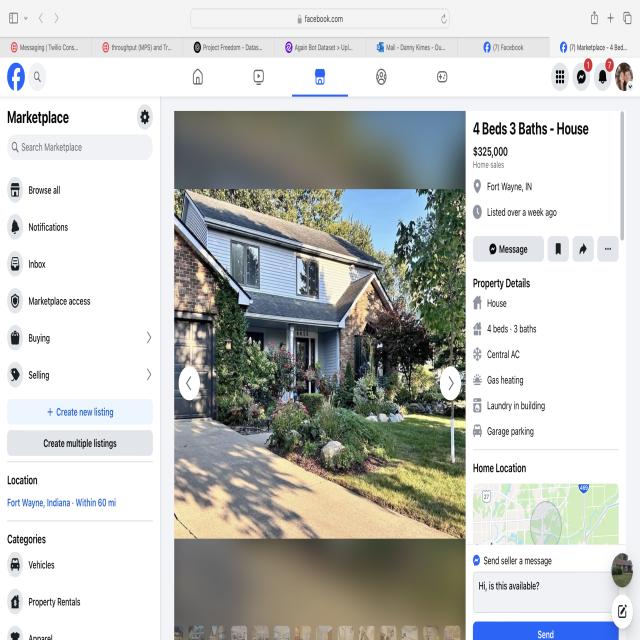 facebook.com
Messaging | Twilio Cons...
throughput (MPS) and Tr...
Project Freedom - Datas...
Again Bot Dataset > Upl...
Mail - Danny Kimes - Ou...
(7) Facebook
(7) Marketplace - 4 Bed...
1
7
Marketplace
Search Marketplace
Browse all
Notifications
Inbox
Marketplace access
Buying
Selling
+ Create new listing
Create multiple listings
Location
Fort Wayne, Indiana · Within 60 mi
Categories
Vehicles
Property Rentals
Apparel
4 Beds 3 Baths - House
$325,000
Home sales
Fort Wayne, IN
Listed over a week ago
Message
Property Details
House
4 beds · 3 baths
Central AC
Gas heating
Laundry in building
Garage parking
Home Location
27
469
Send seller a message
Hi, is this available?
Send